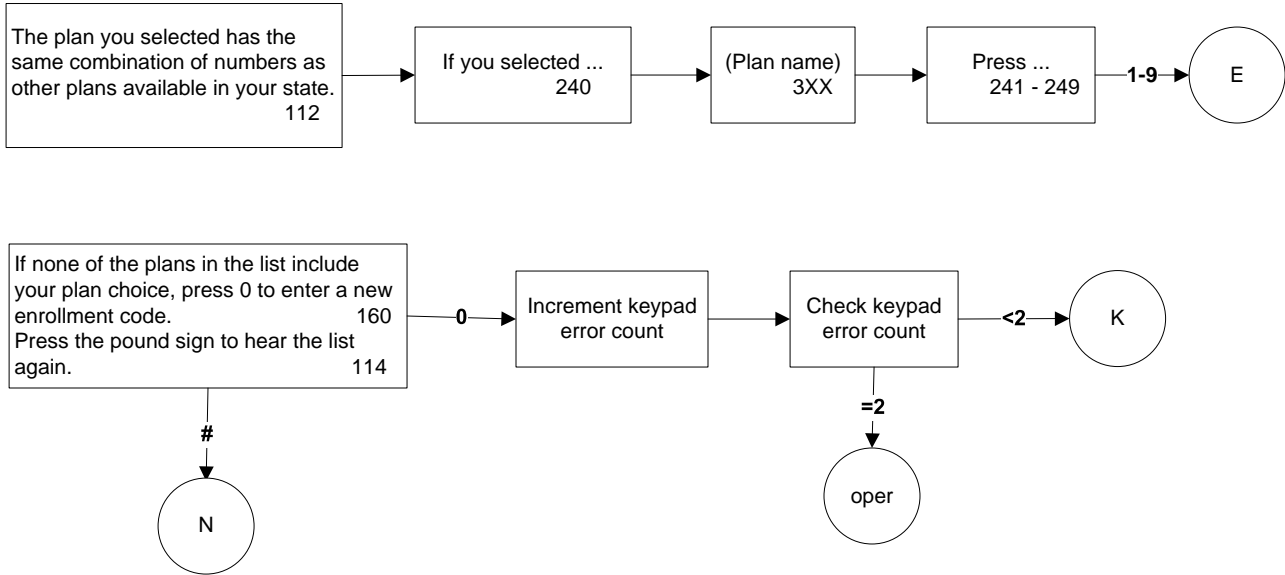 The plan you selected has the
same combination of numbers as
other plans available in your state.
112
If you selected ...
240
(Plan name)
3XX
Press ...
241 - 249
1-9
E
If none of the plans in the list include
your plan choice, press 0 to enter a new
enrollment code. 160
Press the pound sign to hear the list
again. 114
0
Increment keypad
error count
Check keypad
error count
<2
K
=2
oper
#
N